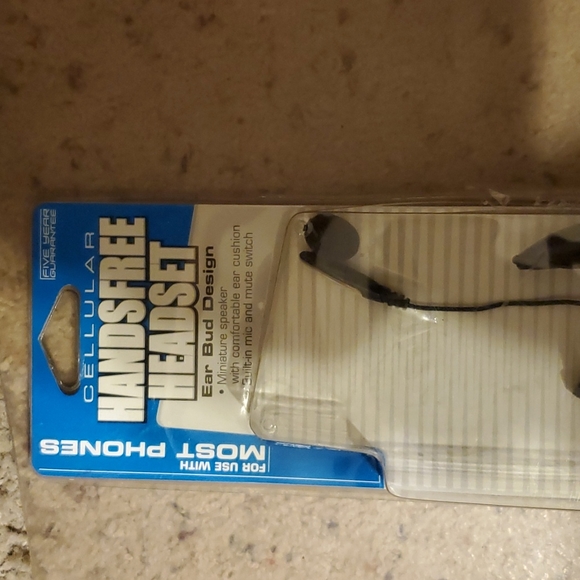 FIVE YEAR
GUARANTEE
CELLULAR
HANDSFREE
HEADSET
Ear Bud Design
• Miniature speaker
with comfortable ear cushion
• Built-in mic and mute switch
FOR USE WITH
MOST PHONES